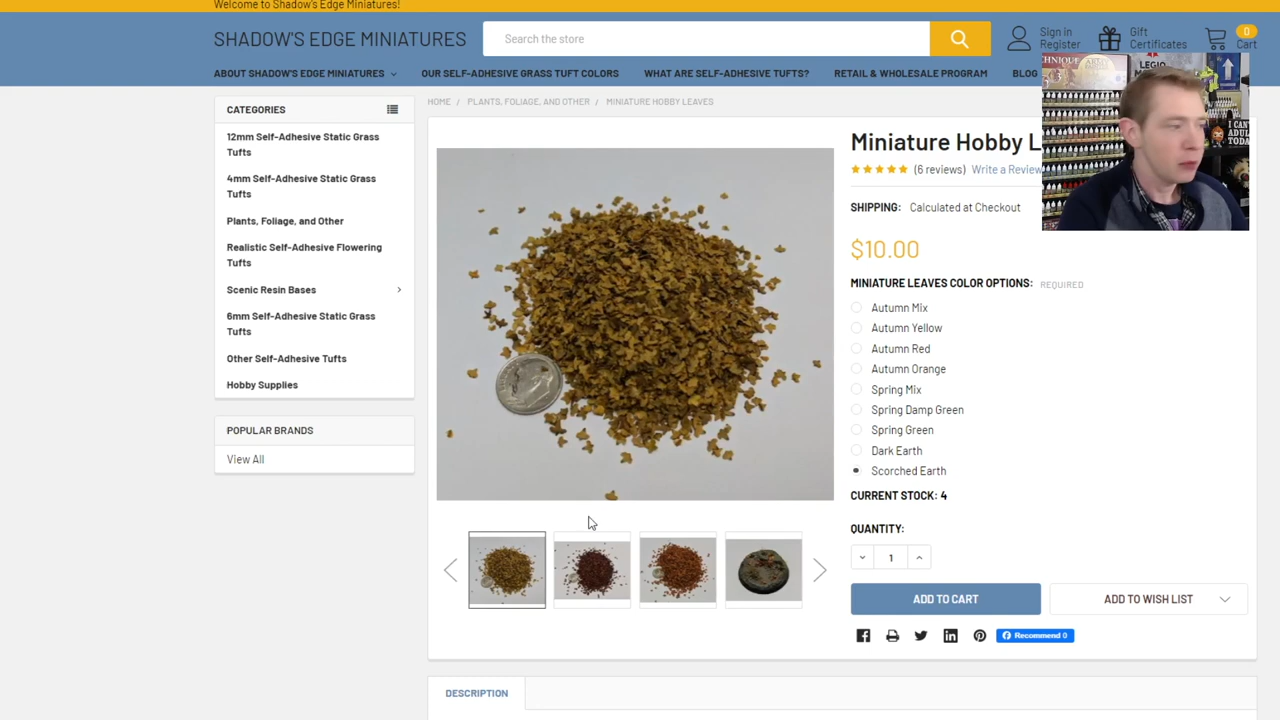 Welcome to Shadow's Edge Miniatures!
SHADOW'S EDGE MINIATURES
Search the store
Sign in
Register
Gift
Certificates
0
Cart
ABOUT SHADOW'S EDGE MINIATURES
OUR SELF-ADHESIVE GRASS TUFT COLORS
WHAT ARE SELF-ADHESIVE TUFTS?
RETAIL & WHOLESALE PROGRAM
BLOG
CATEGORIES
12mm Self-Adhesive Static Grass
Tufts
4mm Self-Adhesive Static Grass
Tufts
Plants, Foliage, and Other
Realistic Self-Adhesive Flowering
Tufts
Scenic Resin Bases
6mm Self-Adhesive Static Grass
Tufts
Other Self-Adhesive Tufts
Hobby Supplies
POPULAR BRANDS
View All
HOME / PLANTS, FOLIAGE, AND OTHER / MINIATURE HOBBY LEAVES
Miniature Hobby L
(6 reviews) Write a Review
SHIPPING: Calculated at Checkout
$10.00
MINIATURE LEAVES COLOR OPTIONS: REQUIRED
Autumn Mix
Autumn Yellow
Autumn Red
Autumn Orange
Spring Mix
Spring Damp Green
Spring Green
Dark Earth
Scorched Earth
CURRENT STOCK: 4
QUANTITY:
1
ADD TO CART
ADD TO WISH LIST
Recommend 0
DESCRIPTION
LEGIO
I CAN'T
ADULT
TODAY